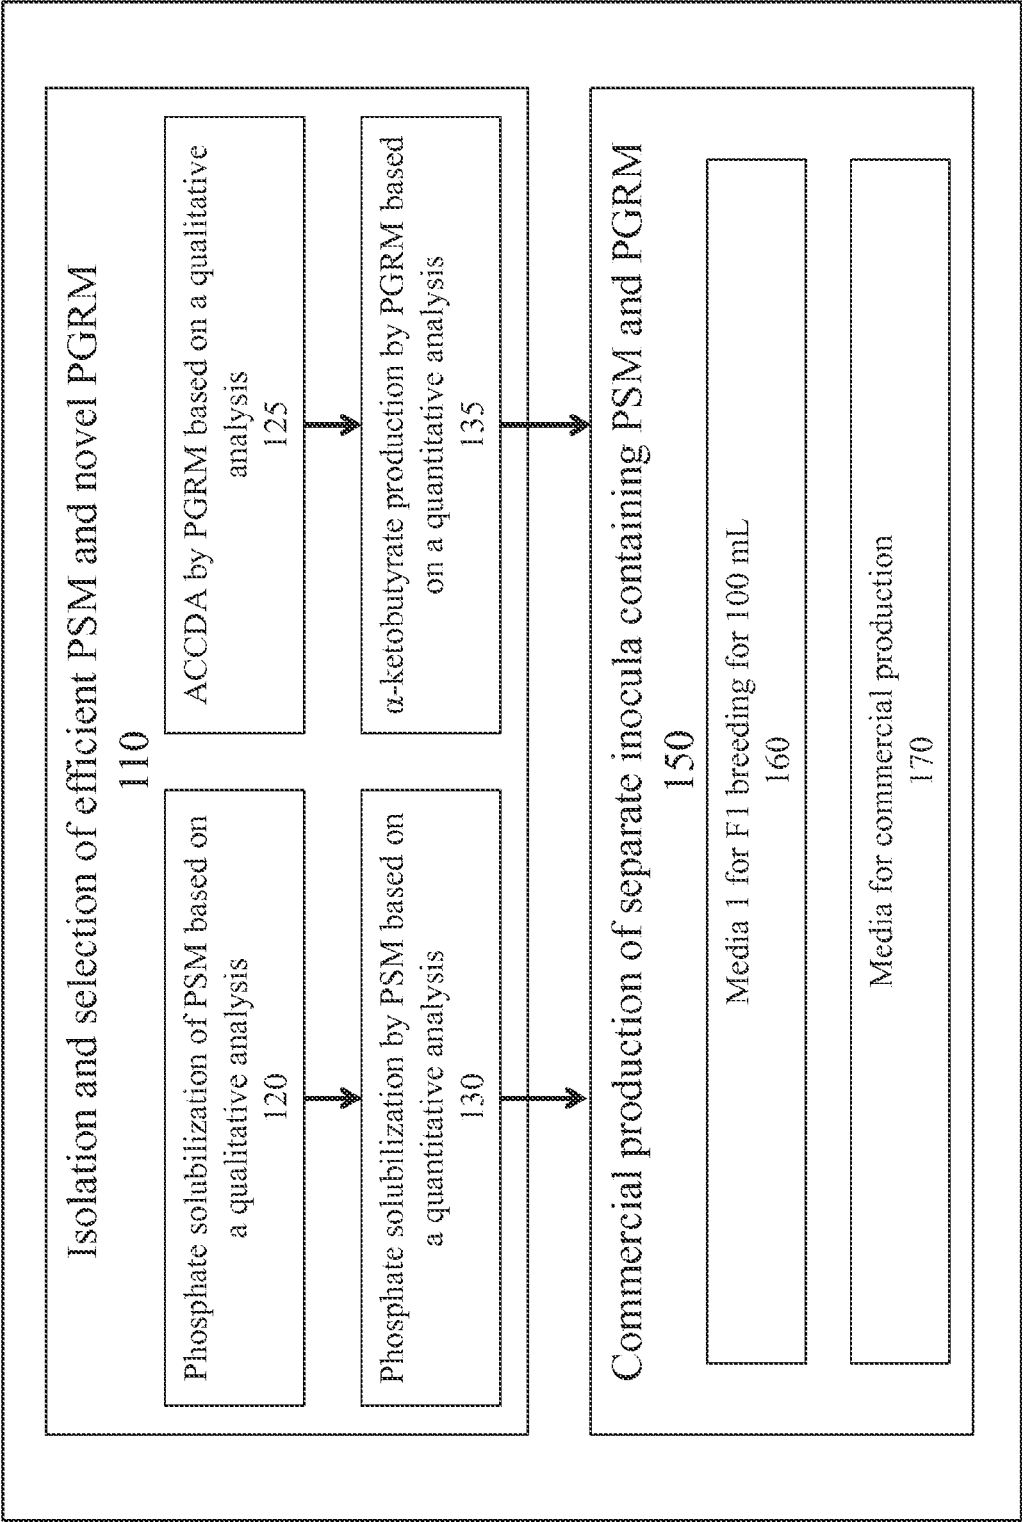 Isolation and selection of efficient PSM and novel PGRM
110
Phosphate solubilization of PSM based on
a qualitative analysis
120
ACCDA by PGRM based on a qualitative
analysis
125
Phosphate solubilization by PSM based on
a quantitative analysis
130
α-ketobutyrate production by PGRM based
on a quantitative analysis
135
Commercial production of separate inocula containing PSM and PGRM
150
Media 1 for F1 breeding for 100 mL
160
Media for commercial production
170